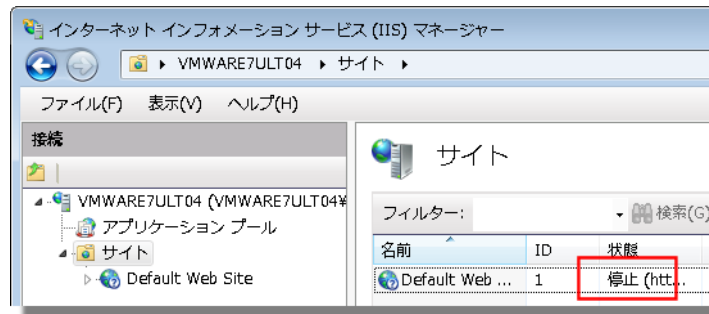 インターネット インフォメーション サービス (IIS) マネージャー
VMWARE7ULT04 サイト
ファイル(F) 表示(V) ヘルプ(H)
接続
VMWARE7ULT04 (VMWARE7ULT04¥
アプリケーション プール
サイト
Default Web Site
サイト
フィルター: 検索(G)
名前 ID 状態
Default Web ... 1 停止 (htt...